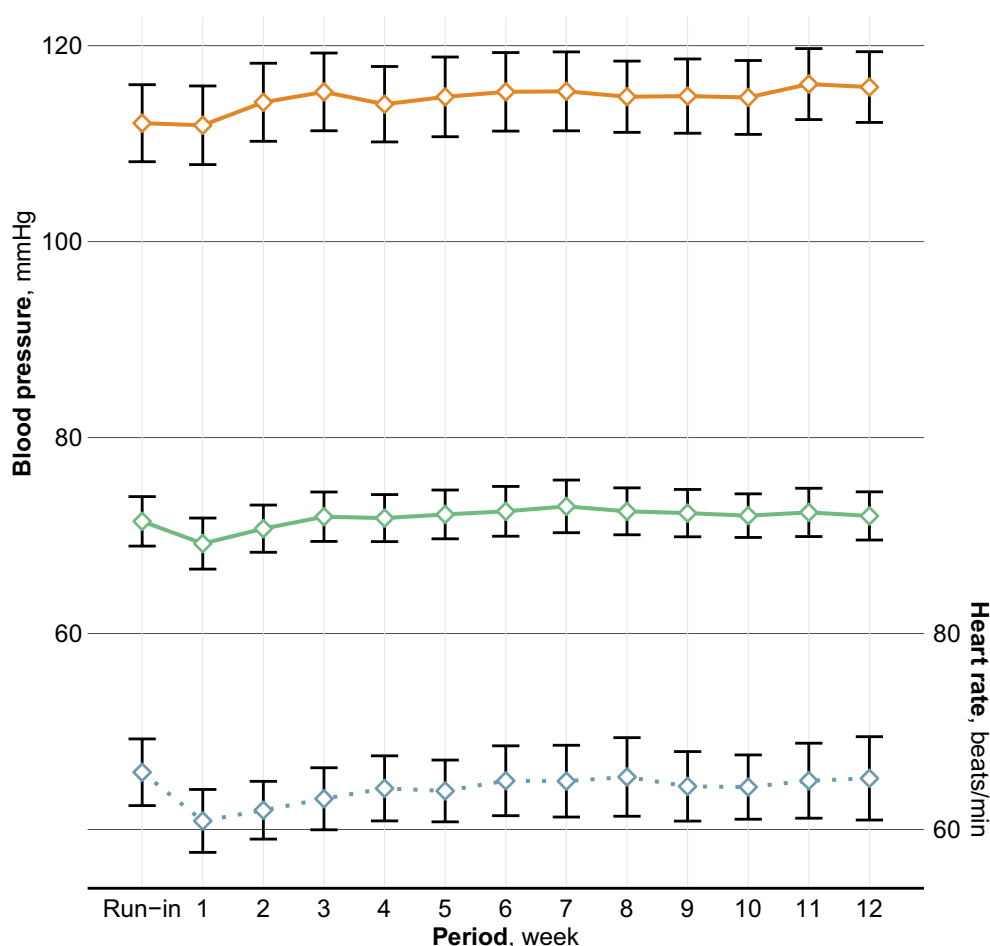 120
100
80
60
Blood pressure, mmHg
80
60
Heart rate, beats/min
Run−in 1 2 3 4 5 6 7 8 9 10 11 12
Period, week